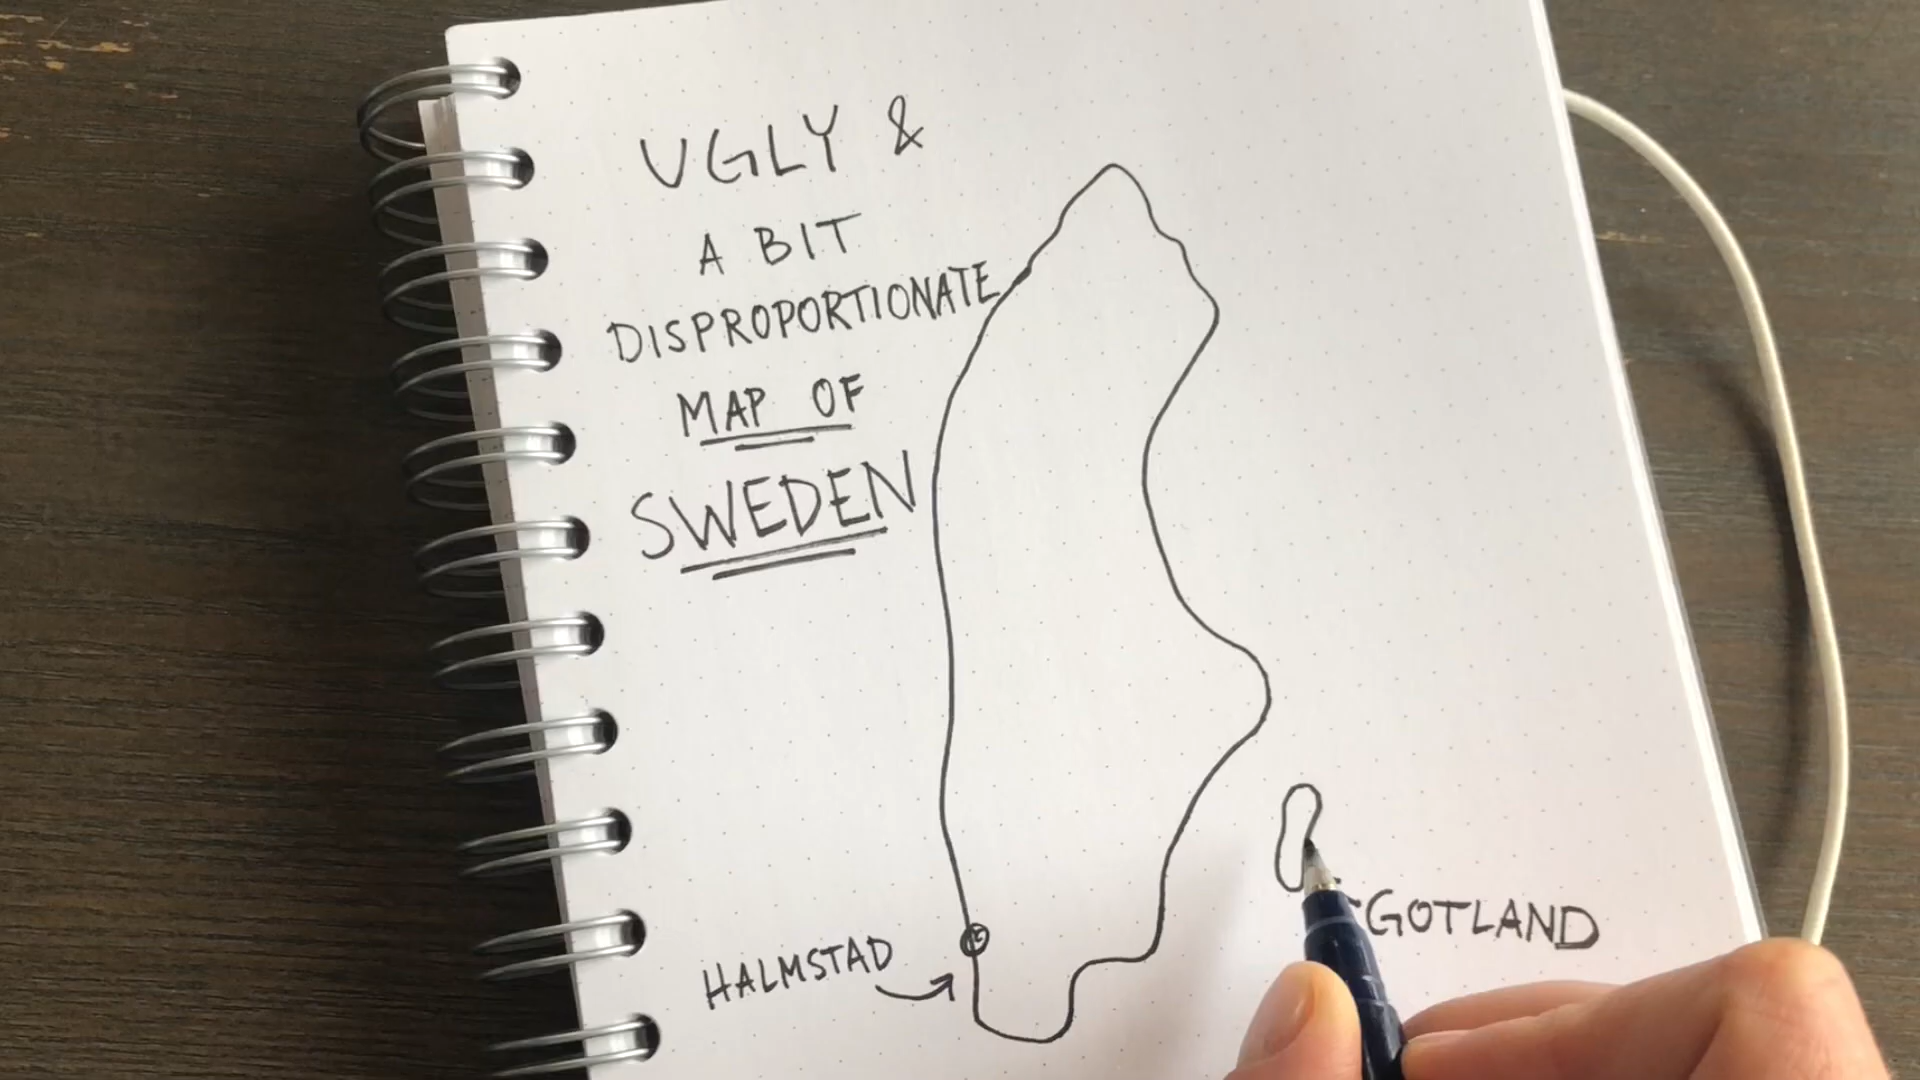 UGLY &
A BIT
DISPROPORTIONATE
MAP OF
SWEDEN
HALMSTAD
GOTLAND